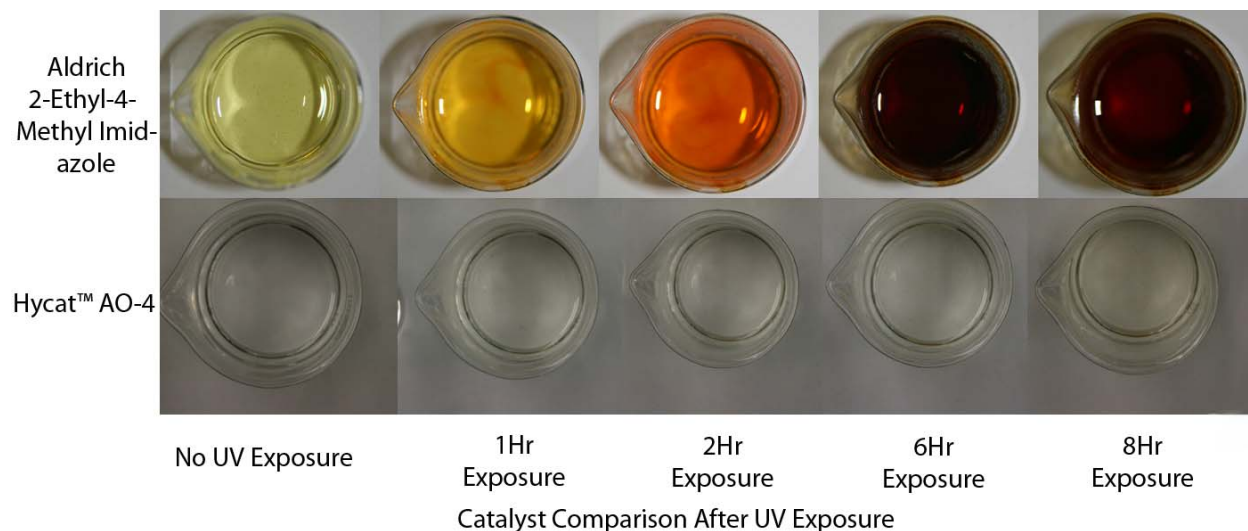 Aldrich
2-Ethyl-4-
Methyl Imid-
azole
Hycat™ AO-4
No UV Exposure
1Hr
Exposure
2Hr
Exposure
6Hr
Exposure
8Hr
Exposure
Catalyst Comparison After UV Exposure